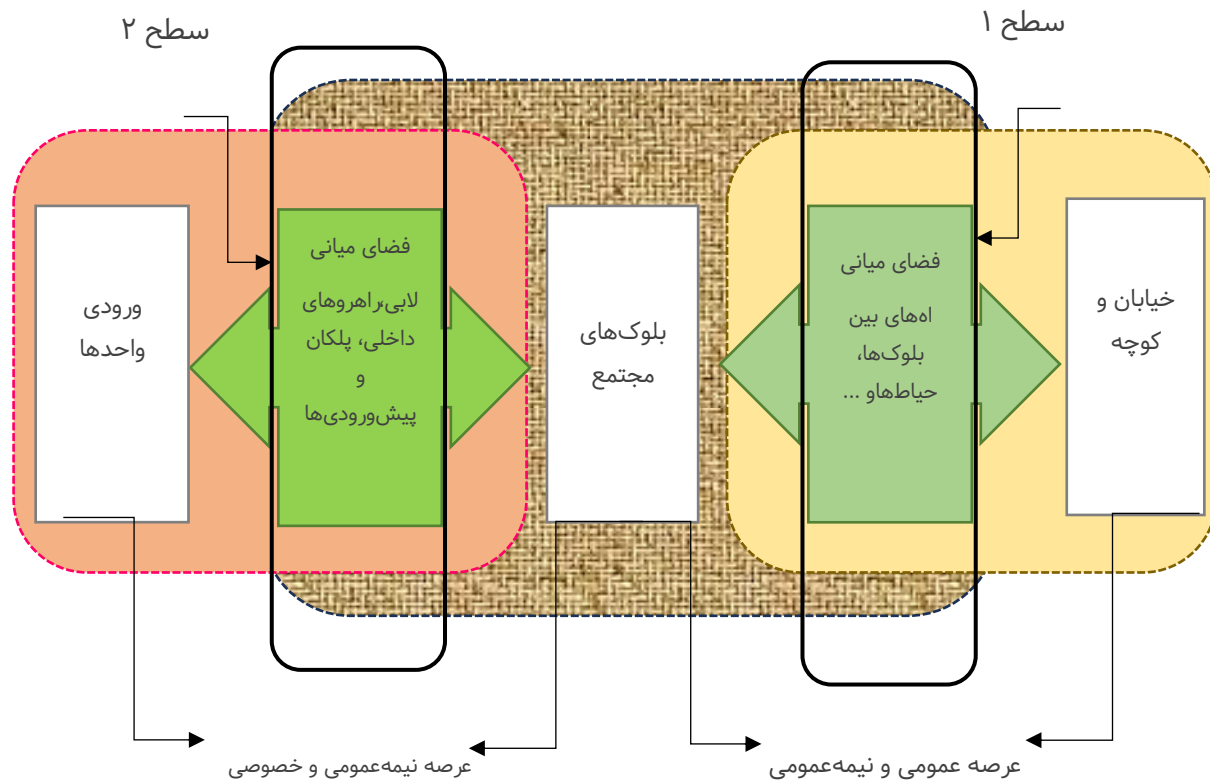 سطح ۱
سطح ۲
خیابان و
کوچه
فضای میانی
اه‌های بین
بلوک‌ها،
حیاط‌هاو ...
بلوک‌های
مجتمع
فضای میانی
لابی،راهروهای
داخلی، پلکان
و
پیش‌ورودی‌ها
ورودی
واحدها
عرصه عمومی و نیمه‌عمومی
عرصه نیمه‌عمومی و خصوصی